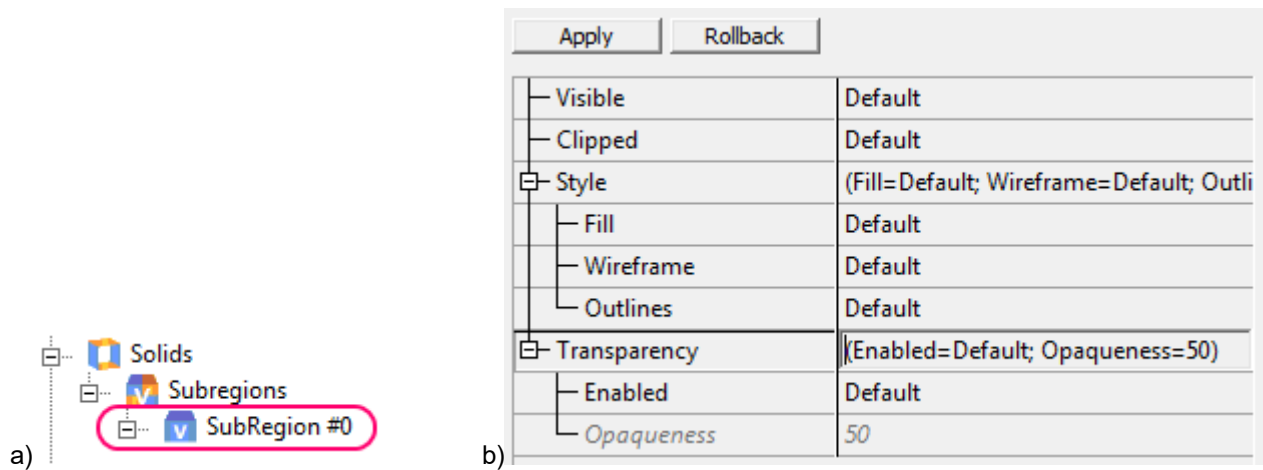 Apply Rollback
Visible Default
Clipped Default
Style (Fill=Default; Wireframe=Default; Outli
Fill Default
Wireframe Default
Outlines Default
Transparency (Enabled=Default; Opaqueness=50)
Enabled Default
Opaqueness 50
Solids
Subregions
SubRegion #0
a)
b)